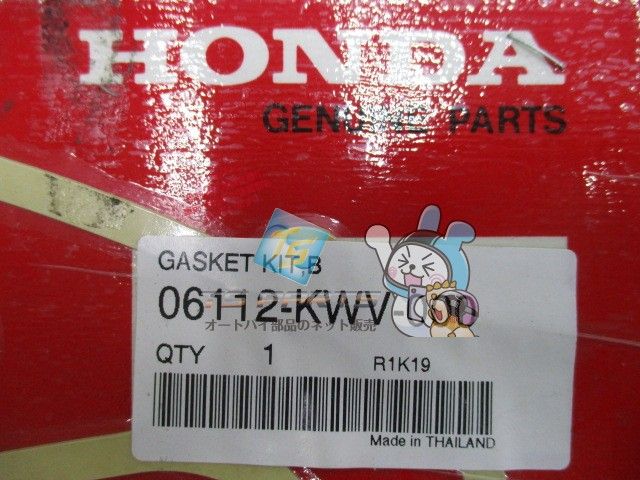 HONDA
GENUINE PARTS
GASKET KIT,B
06112-KWV-000
オートバイ部品のネット販売
QTY 1
R1K19
Made in THAILAND